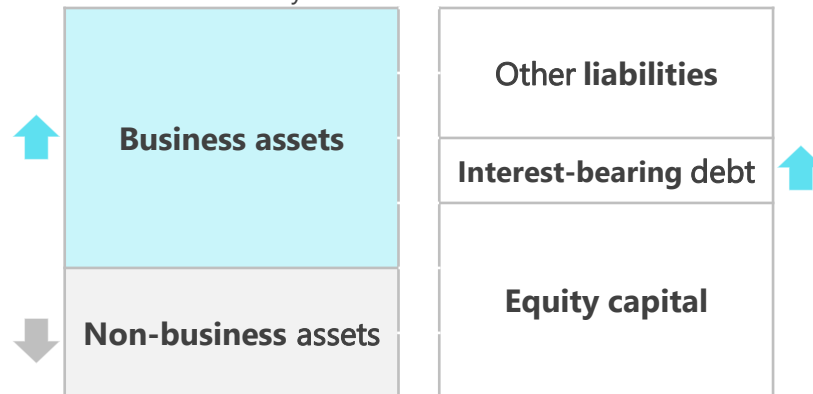 Business assets
Non-business assets
Other liabilities
Interest-bearing debt
Equity capital